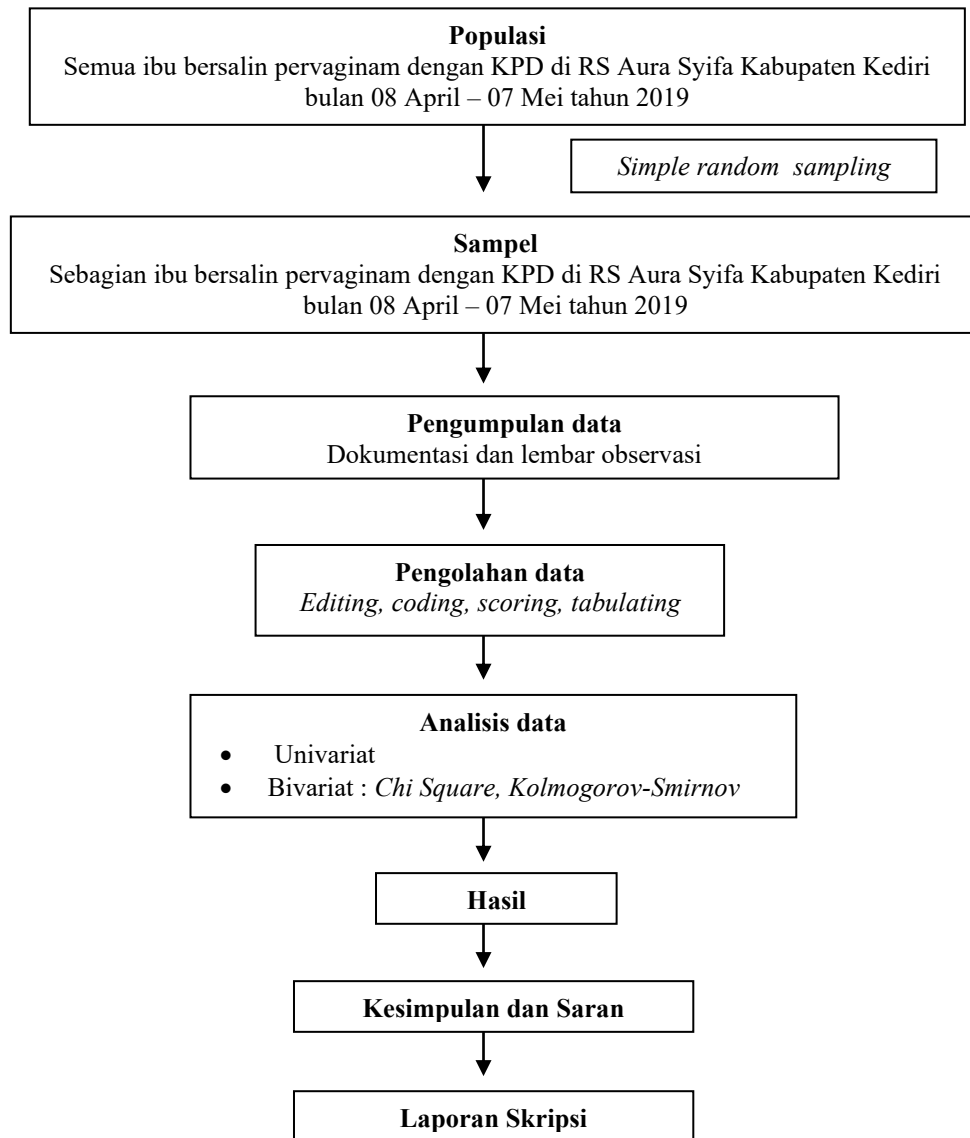 Populasi
Semua ibu bersalin pervaginam dengan KPD di RS Aura Syifa Kabupaten Kediri
bulan 08 April – 07 Mei tahun 2019
Simple random sampling
Sampel
Sebagian ibu bersalin pervaginam dengan KPD di RS Aura Syifa Kabupaten Kediri
bulan 08 April – 07 Mei tahun 2019
Pengumpulan data
Dokumentasi dan lembar observasi
Pengolahan data
Editing, coding, scoring, tabulating
Analisis data
• Univariat
• Bivariat : Chi Square, Kolmogorov-Smirnov
Hasil
Kesimpulan dan Saran
Laporan Skripsi